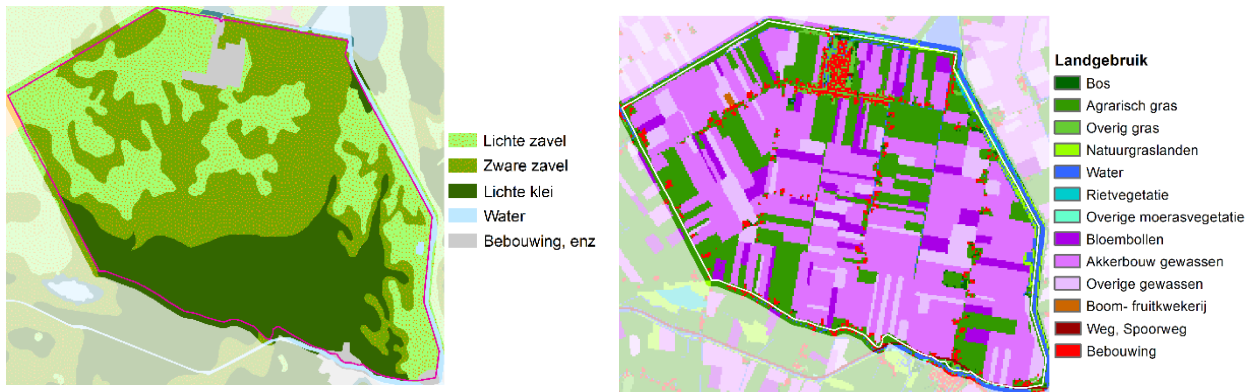 Lichte zavel
Zware zavel
Lichte klei
Water
Bebouwing, enz
Landgebruik
Bos
Agrarisch gras
Overig gras
Natuurgraslanden
Water
Rietvegetatie
Overige moerasvegetatie
Bloembollen
Akkerbouw gewassen
Overige gewassen
Boom- fruitkwekerij
Weg, Spoorweg
Bebouwing